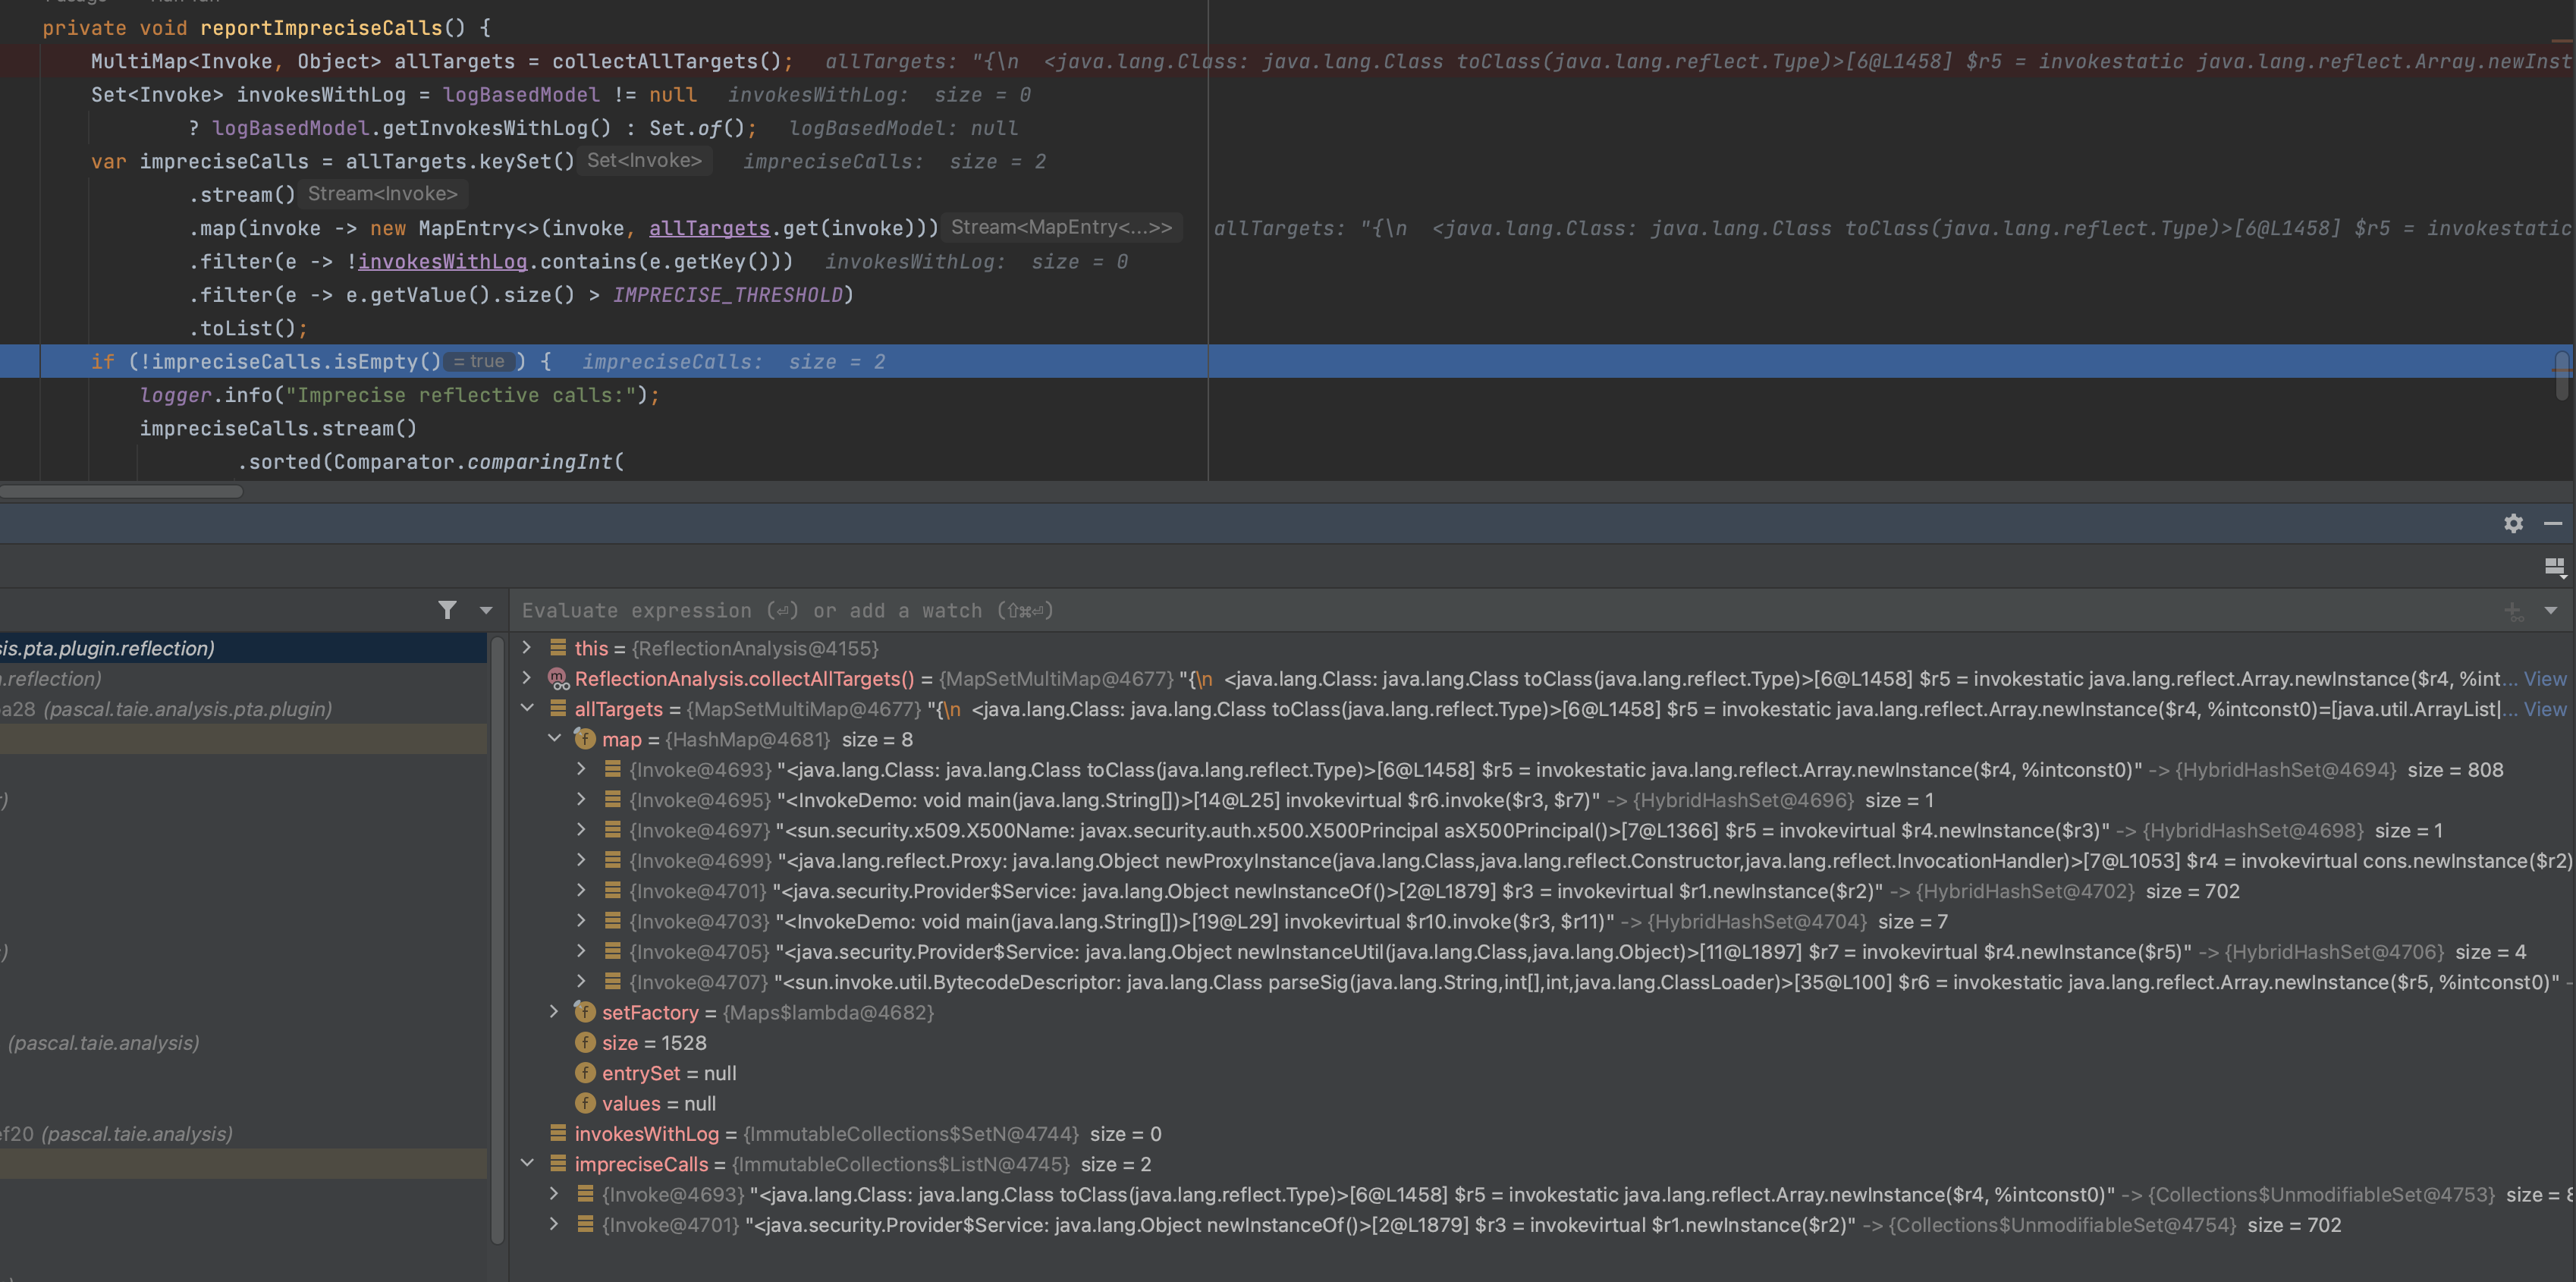 private void reportImpreciseCalls() {
MultiMap<Invoke, Object> allTargets = collectAllTargets();   allTargets: "{\n  <java.lang.Class: java.lang.Class toClass(java.lang.reflect.Type)>[6@L1458] $r5 = invokestatic java.lang.reflect.Array.newInst
Set<Invoke> invokesWithLog = logBasedModel != null   invokesWithLog:  size = 0
? logBasedModel.getInvokesWithLog() : Set.of();   logBasedModel: null
var impreciseCalls = allTargets.keySet() Set<Invoke>   impreciseCalls:  size = 2
.stream() Stream<Invoke>
.map(invoke -> new MapEntry<>(invoke, allTargets.get(invoke))) Stream<MapEntry<...>>   allTargets: "{\n  <java.lang.Class: java.lang.Class toClass(java.lang.reflect.Type)>[6@L1458] $r5 = invokestatic
.filter(e -> !invokesWithLog.contains(e.getKey()))   invokesWithLog:  size = 0
.filter(e -> e.getValue().size() > IMPRECISE_THRESHOLD)
.toList();
if (!impreciseCalls.isEmpty() = true ) {   impreciseCalls:  size = 2
logger.info("Imprecise reflective calls:");
impreciseCalls.stream()
.sorted(Comparator.comparingInt(
Evaluate expression (⏎) or add a watch (⇧⌘⏎)
is.pta.plugin.reflection)
this = {ReflectionAnalysis@4155}
.reflection)
ReflectionAnalysis.collectAllTargets() = {MapSetMultiMap@4677} "{\n  <java.lang.Class: java.lang.Class toClass(java.lang.reflect.Type)>[6@L1458] $r5 = invokestatic java.lang.reflect.Array.newInstance($r4, %int... View
a28 (pascal.taie.analysis.pta.plugin)
allTargets = {MapSetMultiMap@4677} "{\n  <java.lang.Class: java.lang.Class toClass(java.lang.reflect.Type)>[6@L1458] $r5 = invokestatic java.lang.reflect.Array.newInstance($r4, %intconst0)=[java.util.ArrayList|... View
map = {HashMap@4681}  size = 8
{Invoke@4693} "<java.lang.Class: java.lang.Class toClass(java.lang.reflect.Type)>[6@L1458] $r5 = invokestatic java.lang.reflect.Array.newInstance($r4, %intconst0)" -> {HybridHashSet@4694}  size = 808
)
{Invoke@4695} "<InvokeDemo: void main(java.lang.String[])>[14@L25] invokevirtual $r6.invoke($r3, $r7)" -> {HybridHashSet@4696}  size = 1
{Invoke@4697} "<sun.security.x509.X500Name: javax.security.auth.x500.X500Principal asX500Principal()>[7@L1366] $r5 = invokevirtual $r4.newInstance($r3)" -> {HybridHashSet@4698}  size = 1
{Invoke@4699} "<java.lang.reflect.Proxy: java.lang.Object newProxyInstance(java.lang.Class,java.lang.reflect.Constructor,java.lang.reflect.InvocationHandler)>[7@L1053] $r4 = invokevirtual cons.newInstance($r2)
{Invoke@4701} "<java.security.Provider$Service: java.lang.Object newInstanceOf()>[2@L1879] $r3 = invokevirtual $r1.newInstance($r2)" -> {HybridHashSet@4702}  size = 702
{Invoke@4703} "<InvokeDemo: void main(java.lang.String[])>[19@L29] invokevirtual $r10.invoke($r3, $r11)" -> {HybridHashSet@4704}  size = 7
)
{Invoke@4705} "<java.security.Provider$Service: java.lang.Object newInstanceUtil(java.lang.Class,java.lang.Object)>[11@L1897] $r7 = invokevirtual $r4.newInstance($r5)" -> {HybridHashSet@4706}  size = 4
{Invoke@4707} "<sun.invoke.util.BytecodeDescriptor: java.lang.Class parseSig(java.lang.String,int[],int,java.lang.ClassLoader)>[35@L100] $r6 = invokestatic java.lang.reflect.Array.newInstance($r5, %intconst0)" -
setFactory = {Maps$lambda@4682}
(pascal.taie.analysis)
size = 1528
entrySet = null
values = null
ef20 (pascal.taie.analysis)
invokesWithLog = {ImmutableCollections$SetN@4744}  size = 0
impreciseCalls = {ImmutableCollections$ListN@4745}  size = 2
{Invoke@4693} "<java.lang.Class: java.lang.Class toClass(java.lang.reflect.Type)>[6@L1458] $r5 = invokestatic java.lang.reflect.Array.newInstance($r4, %intconst0)" -> {Collections$UnmodifiableSet@4753}  size =
{Invoke@4701} "<java.security.Provider$Service: java.lang.Object newInstanceOf()>[2@L1879] $r3 = invokevirtual $r1.newInstance($r2)" -> {Collections$UnmodifiableSet@4754}  size = 702